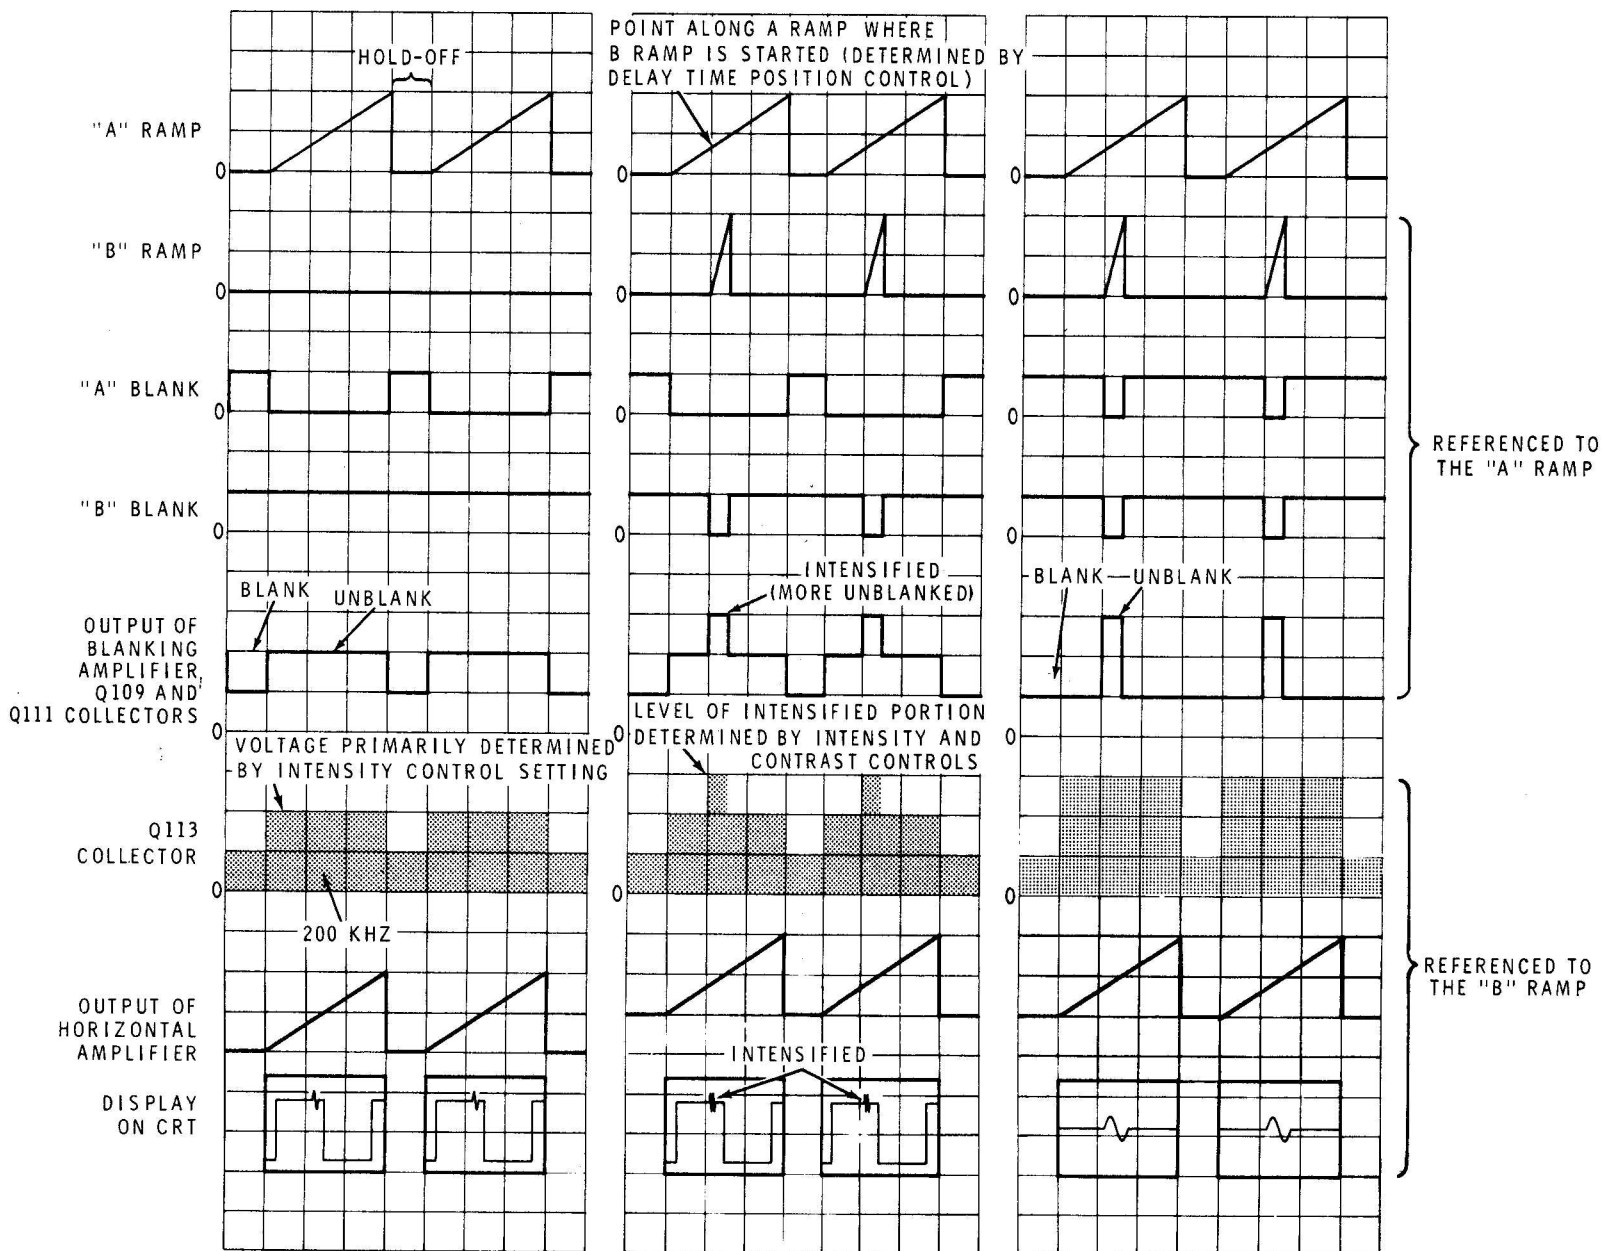 POINT ALONG A RAMP WHERE
B RAMP IS STARTED (DETERMINED BY
DELAY TIME POSITION CONTROL)
HOLD-OFF
"A" RAMP
0
0
0
"B" RAMP
0
0
0
"A" BLANK
0
0
0
REFERENCED TO
THE "A" RAMP
"B" BLANK
0
0
0
BLANK
UNBLANK
INTENSIFIED
(MORE UNBLANKED)
BLANK
UNBLANK
OUTPUT OF
BLANKING
AMPLIFIER,
Q109 AND
Q111 COLLECTORS
0
0
0
VOLTAGE PRIMARILY DETERMINED
BY INTENSITY CONTROL SETTING
LEVEL OF INTENSIFIED PORTION
DETERMINED BY INTENSITY AND
CONTRAST CONTROLS
Q113
COLLECTOR
0
0
0
200 KHZ
REFERENCED TO
THE "B" RAMP
OUTPUT OF
HORIZONTAL
AMPLIFIER
INTENSIFIED
DISPLAY
ON CRT